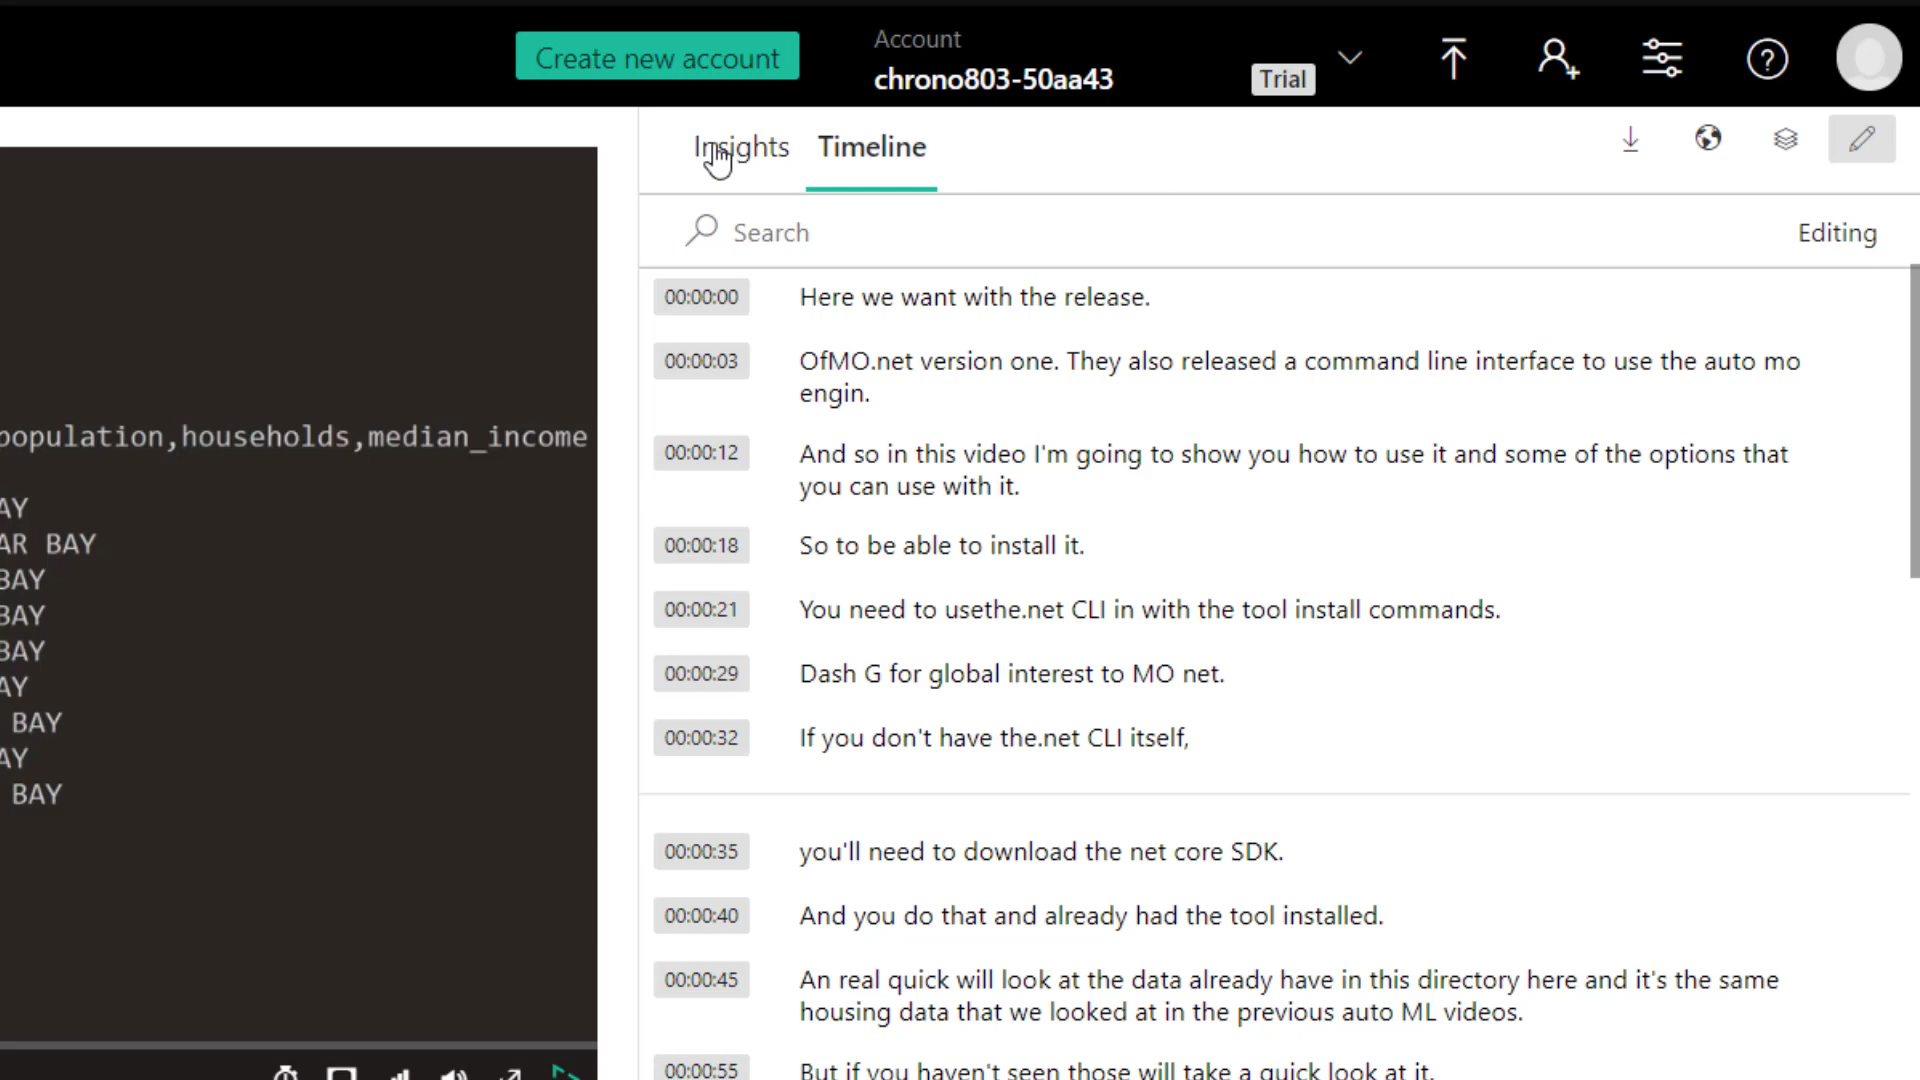 Create new account
Account
chrono803-50aa43
Trial
Insights
Timeline
Search
Editing
00:00:00
Here we want with the release.
00:00:03
OfMO.net version one. They also released a command line interface to use the auto mo
engin.
00:00:12
And so in this video I'm going to show you how to use it and some of the options that
you can use with it.
00:00:18
So to be able to install it.
00:00:21
You need to usethe.net CLI in with the tool install commands.
00:00:29
Dash G for global interest to MO net.
00:00:32
If you don't have the.net CLI itself,
00:00:35
you'll need to download the net core SDK.
00:00:40
And you do that and already had the tool installed.
00:00:45
An real quick will look at the data already have in this directory here and it's the same
housing data that we looked at in the previous auto ML videos.
00:00:55
But if you haven't seen those will take a quick look at it.
population,households,median_income
AY
AR BAY
BAY
BAY
BAY
AY
BAY
AY
BAY